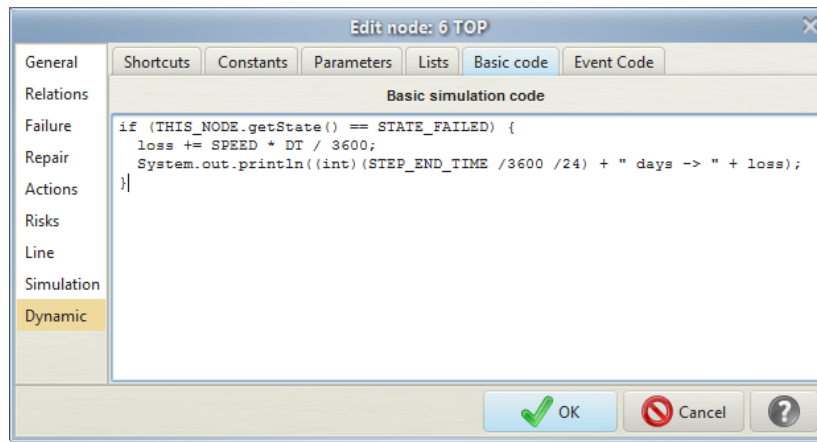 Edit node: 6 TOP
General
Relations
Failure
Repair
Actions
Risks
Line
Simulation
Dynamic
Shortcuts Constants Parameters Lists Basic code Event Code
Basic simulation code
if (THIS_NODE.getState() == STATE_FAILED) {
  loss += SPEED * DT / 3600;
  System.out.println((int)(STEP_END_TIME /3600 /24) + " days -> " + loss);
}
OK Cancel ?